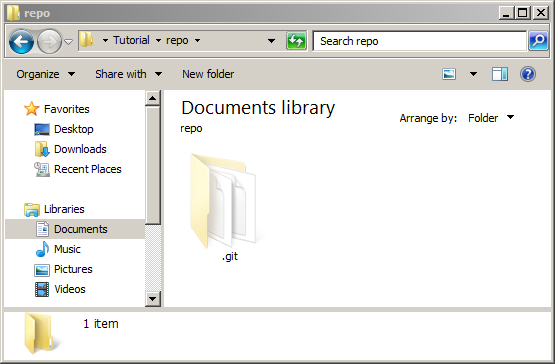 repo
Tutorial repo
Search repo
Organize Share with New folder
Favorites
Desktop
Downloads
Recent Places
Libraries
Documents
Music
Pictures
Videos
Documents library
repo
Arrange by: Folder
.git
1 item